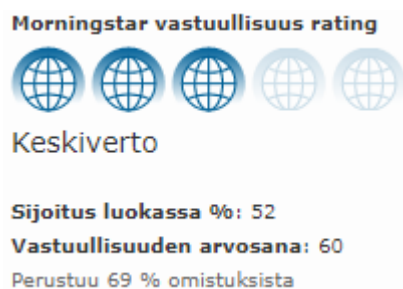 Morningstar vastuullisuus rating
Keskiverto
Sijoitus luokassa %: 52
Vastuullisuuden arvosana: 60
Perustuu 69 % omistuksista